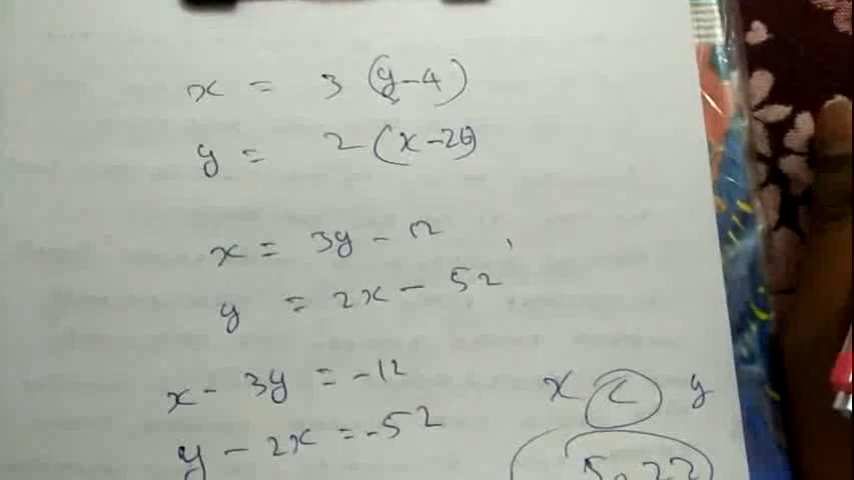 x = 3 (y-4)
y = 2 (x-26)
x = 3y - 12
y = 2x - 52
x - 3y = -12
x < y
y - 2x = -52